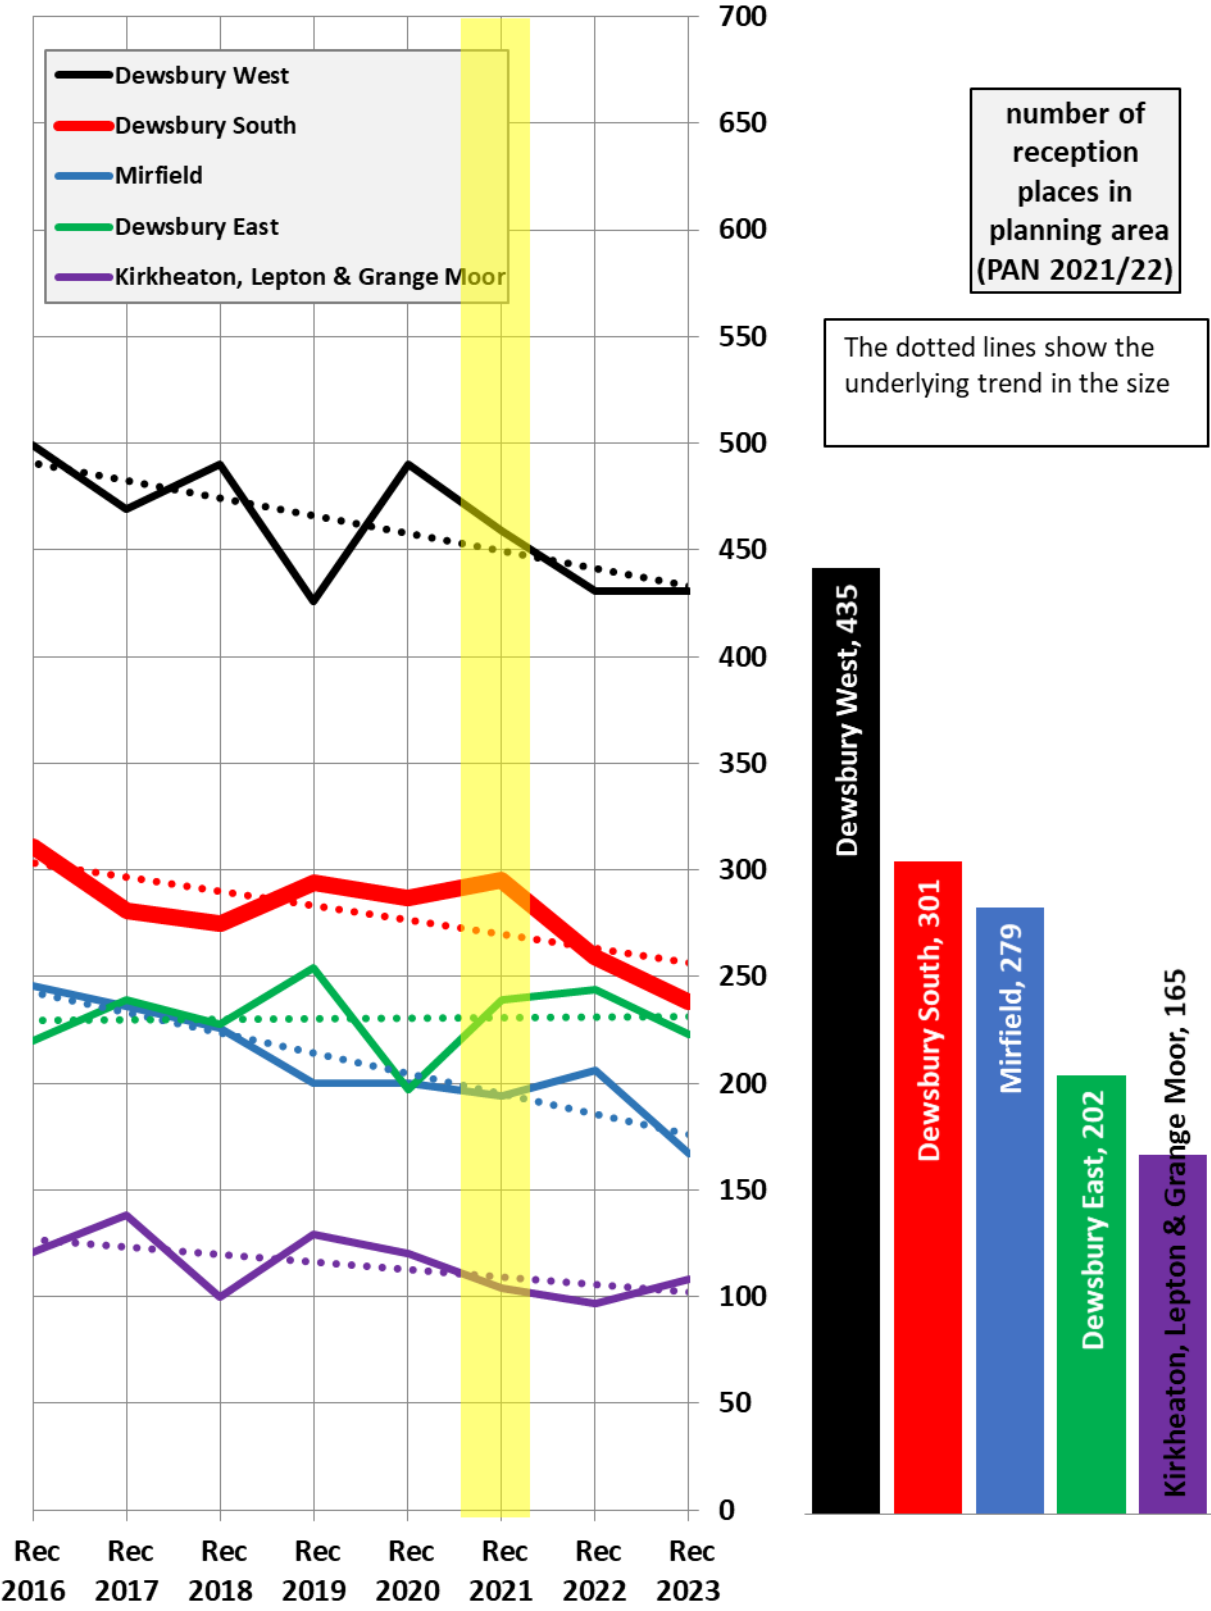 Dewsbury West
Dewsbury South
Mirfield
Dewsbury East
Kirkheaton, Lepton & Grange Moor
700
650
600
550
500
450
400
350
300
250
200
150
100
50
0
Rec 2016
Rec 2017
Rec 2018
Rec 2019
Rec 2020
Rec 2021
Rec 2022
Rec 2023
number of
reception
places in
planning area
(PAN 2021/22)
The dotted lines show the
underlying trend in the size
Dewsbury West, 435
Dewsbury South, 301
Mirfield, 279
Dewsbury East, 202
Kirkheaton, Lepton & Grange Moor, 165